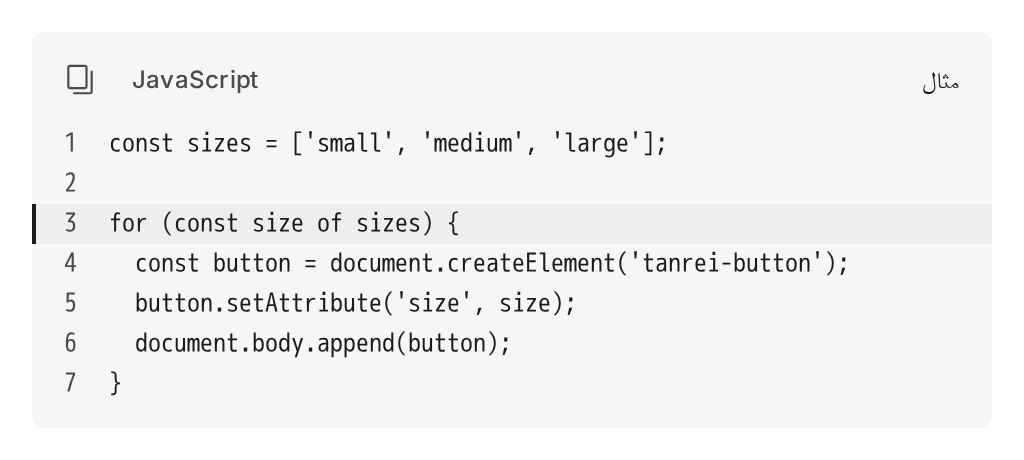 JavaScript مثال
1 const sizes = ['small', 'medium', 'large'];
2
3 for (const size of sizes) {
4   const button = document.createElement('tanrei-button');
5   button.setAttribute('size', size);
6   document.body.append(button);
7 }